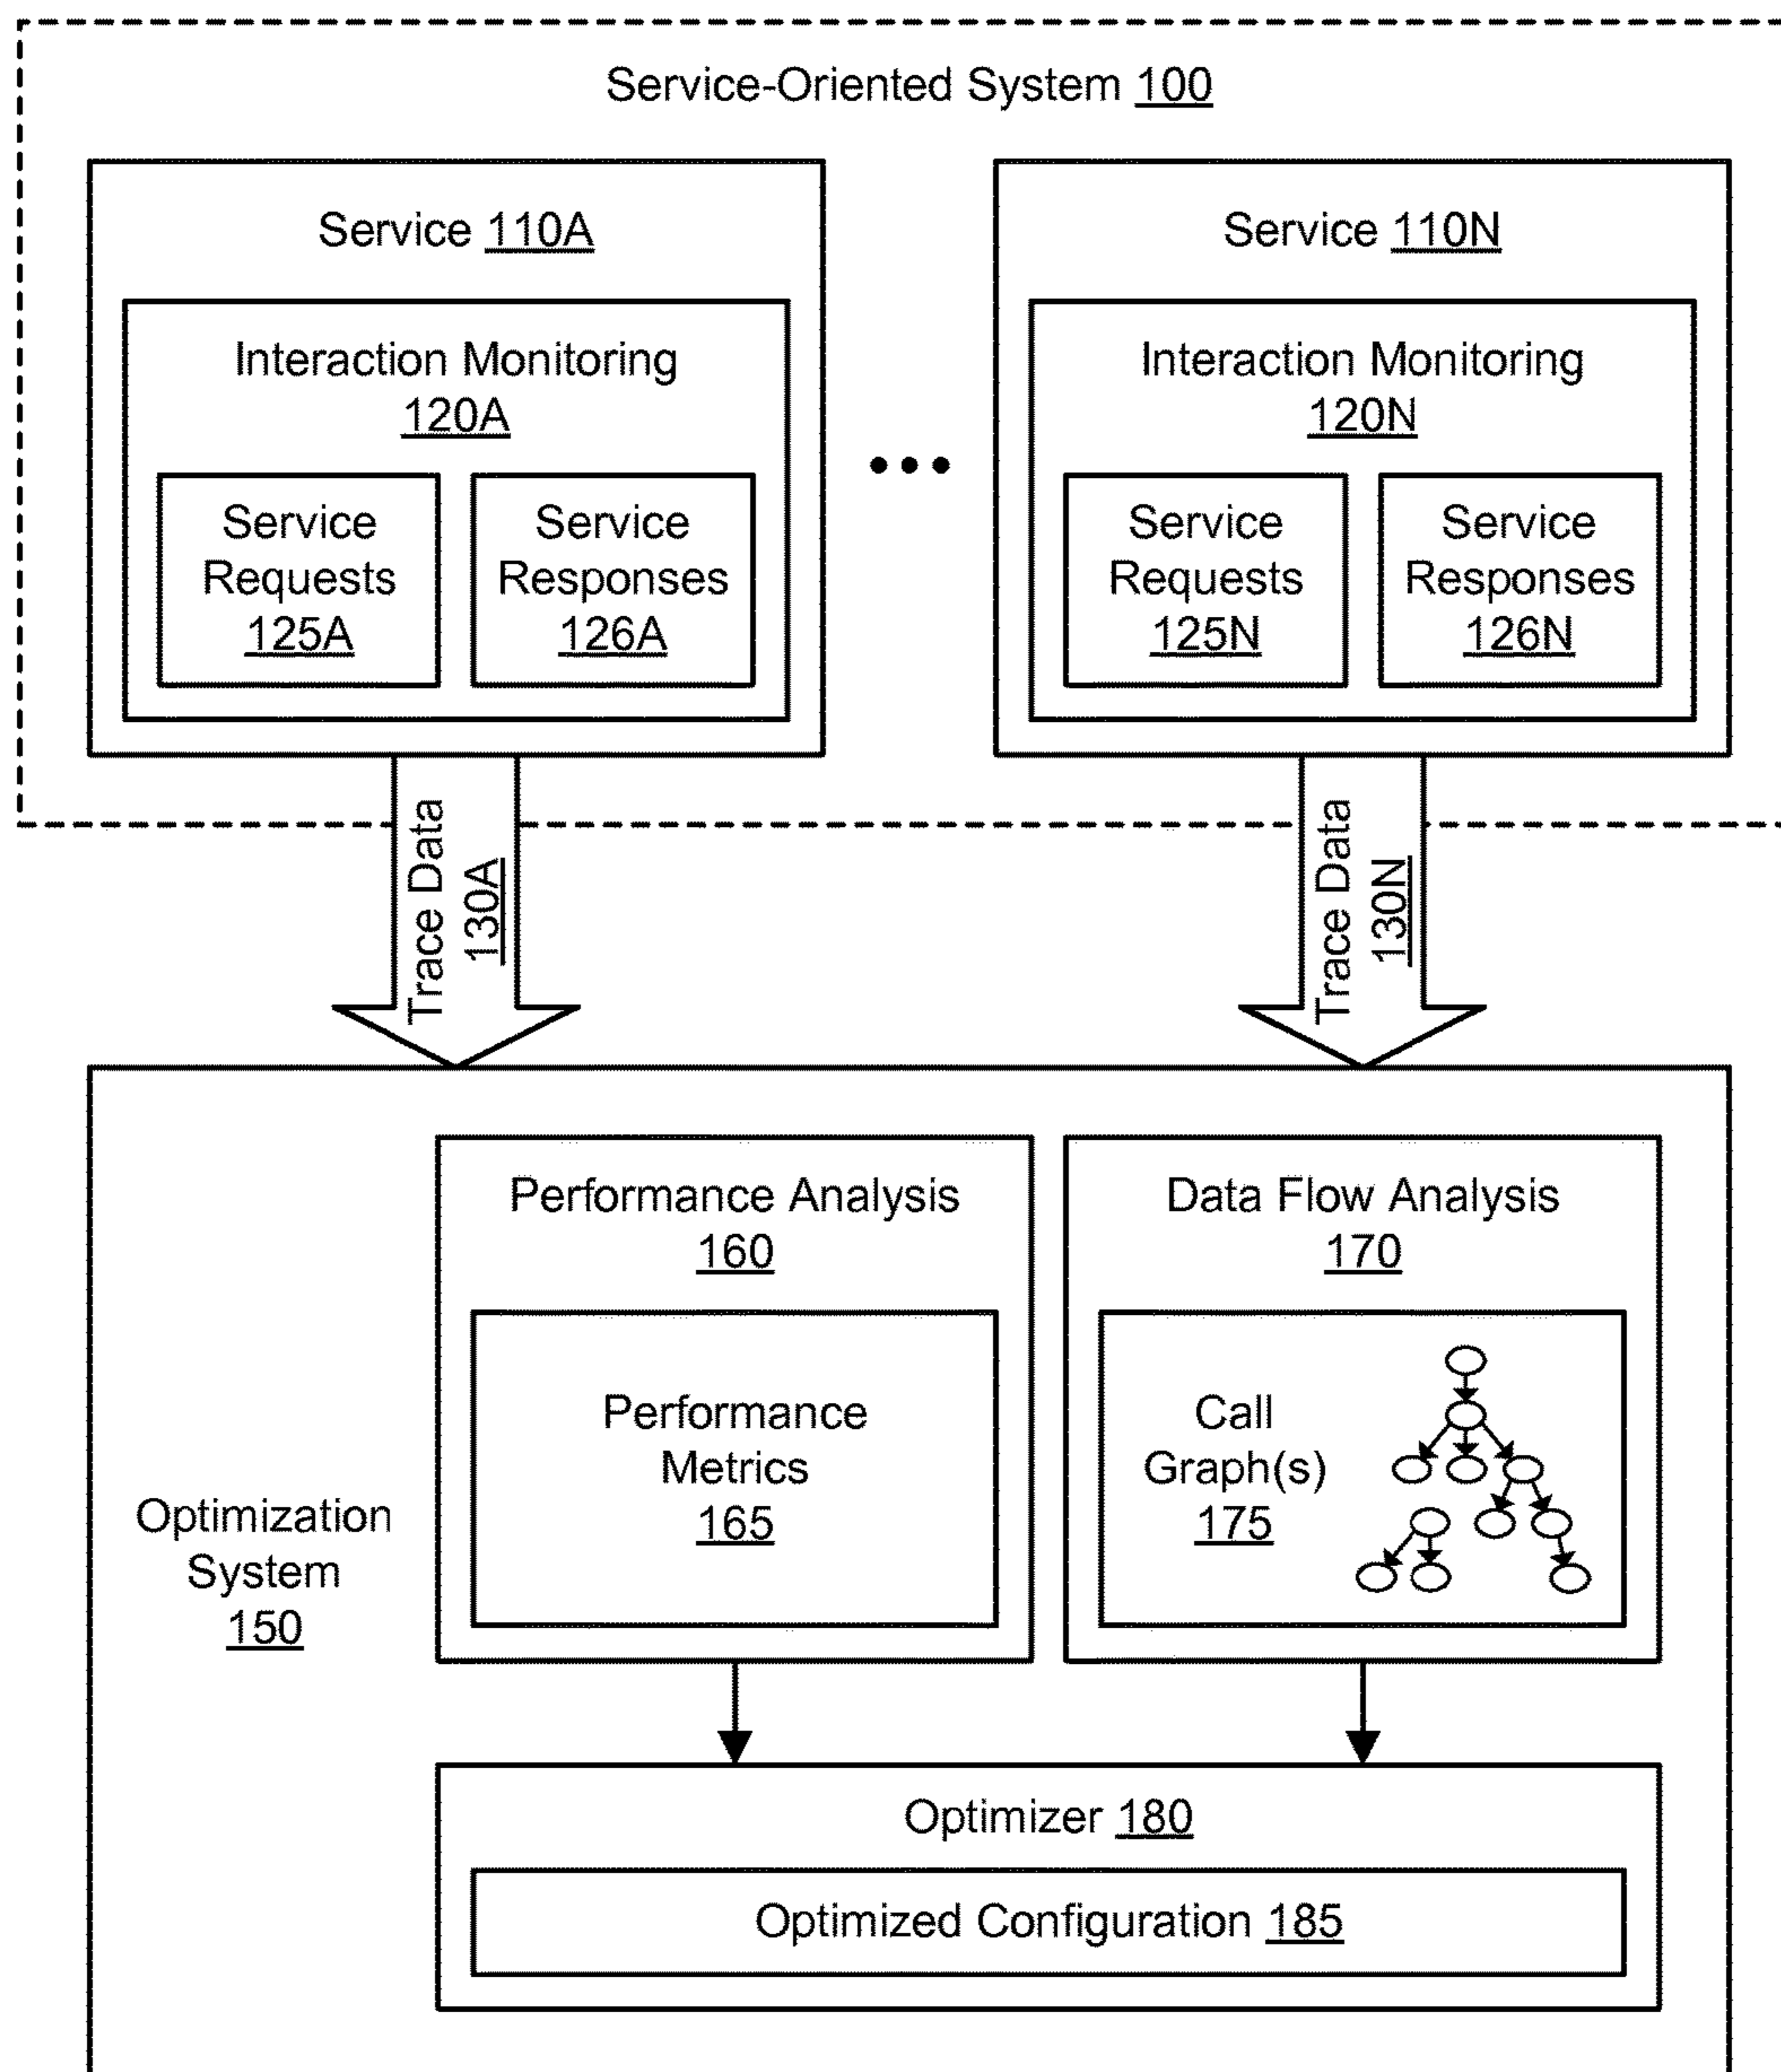 Service-Oriented System 100
Service 110A
Interaction Monitoring
120A
Service
Requests
125A
Service
Responses
126A
Service 110N
Interaction Monitoring
120N
Service
Requests
125N
Service
Responses
126N
Trace Data
130A
Trace Data
130N
Optimization
System
150
Performance Analysis
160
Performance
Metrics
165
Data Flow Analysis
170
Call
Graph(s)
175
Optimizer 180
Optimized Configuration 185